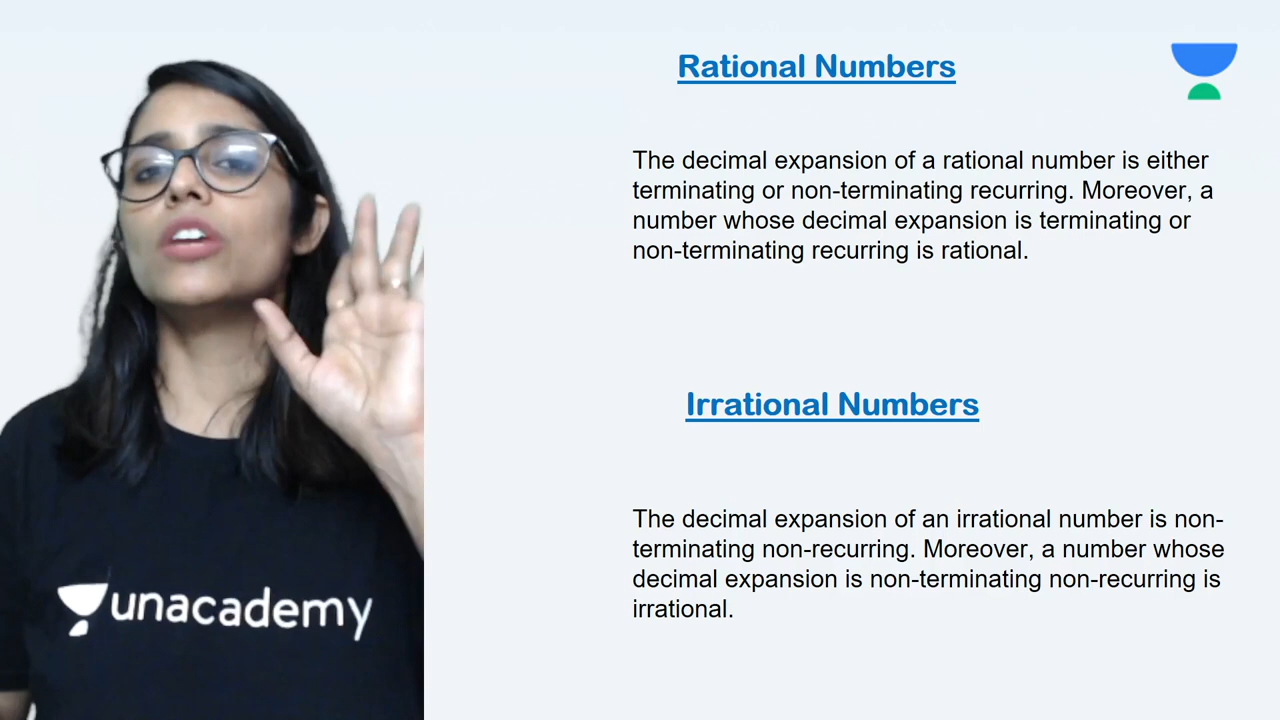 Rational Numbers
The decimal expansion of a rational number is either
terminating or non-terminating recurring. Moreover, a
number whose decimal expansion is terminating or
non-terminating recurring is rational.
Irrational Numbers
The decimal expansion of an irrational number is non-
terminating non-recurring. Moreover, a number whose
decimal expansion is non-terminating non-recurring is
irrational.
unacademy